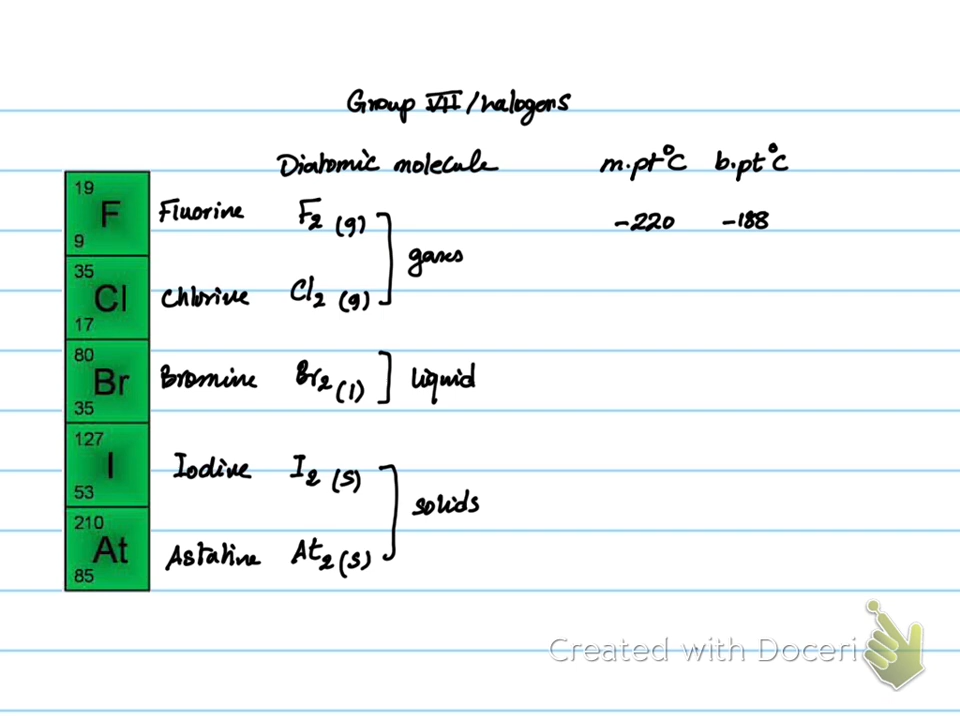 Group VII / halogens
Diatomic molecule m.pt°C b.pt°C
19
F
9
Fluorine F2 (g) -220 -188
gases
35
Cl
17
Chlorine Cl2 (g)
80
Br
35
Bromine Br2 (l) liquid
127
I
53
Iodine I2 (s)
solids
210
At
85
Astatine At2 (s)
Created with Doceri